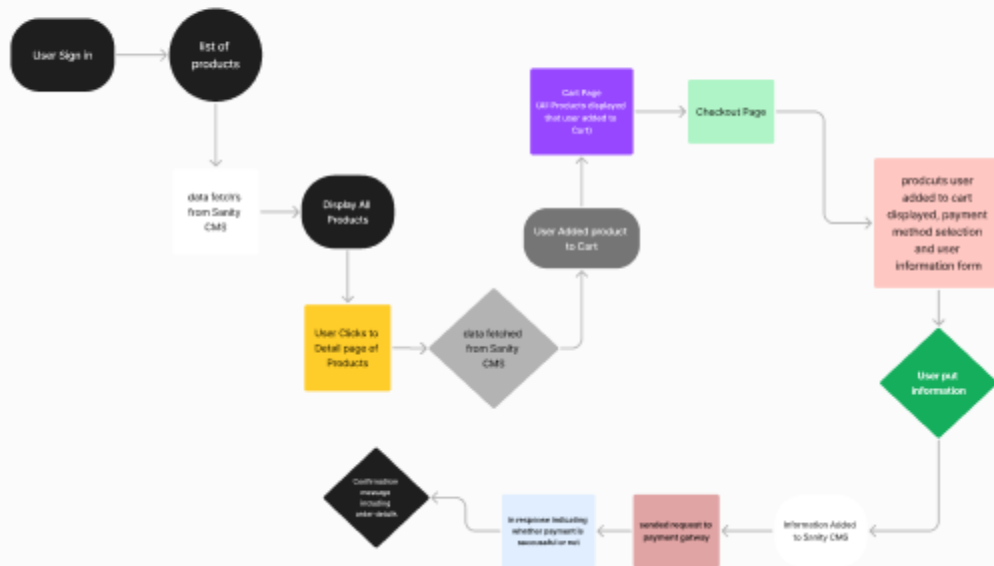 User Sign in
list of
products
data fetch's
from Sanity
CMS
Display All
Products
User Clicks to
Detail page of
Products
data fetched
from Sanity
CMS
User Added product
to Cart
Cart Page
(All Products displayed
that user added to
Cart)
Checkout Page
prodcuts user
added to cart
displayed, payment
method selection
and user
information form
User put
information
Information Added
to Sanity CMS
sended request to
payment gatway
in response indicating
whether payment is
successful or not
Confirmation
message
including
order details